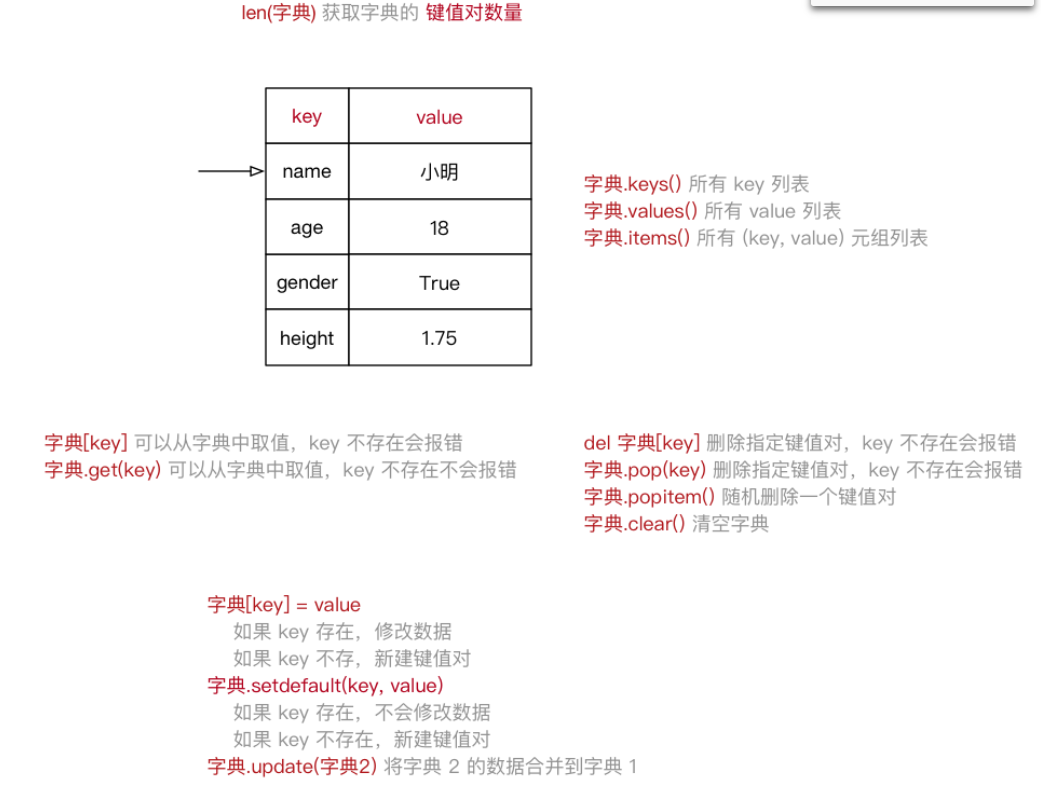 len(字典) 获取字典的 键值对数量
key value
name 小明
age 18
gender True
height 1.75
字典.keys() 所有 key 列表
字典.values() 所有 value 列表
字典.items() 所有 (key, value) 元组列表
字典[key] 可以从字典中取值，key 不存在会报错
字典.get(key) 可以从字典中取值，key 不存在不会报错
del 字典[key] 删除指定键值对，key 不存在会报错
字典.pop(key) 删除指定键值对，key 不存在会报错
字典.popitem() 随机删除一个键值对
字典.clear() 清空字典
字典[key] = value
如果 key 存在，修改数据
如果 key 不存，新建键值对
字典.setdefault(key, value)
如果 key 存在，不会修改数据
如果 key 不存在，新建键值对
字典.update(字典2) 将字典 2 的数据合并到字典 1